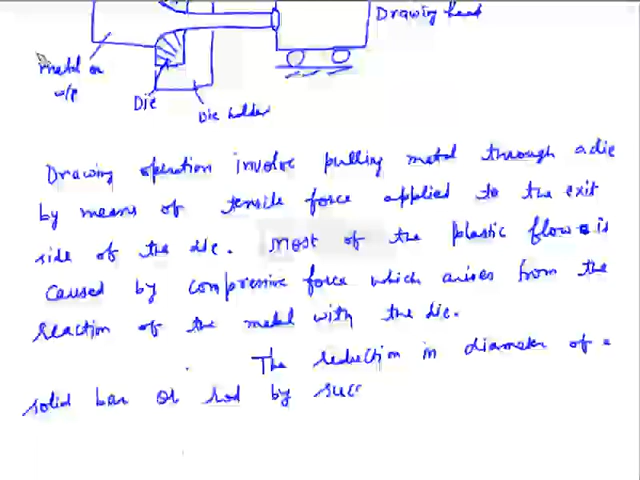 Drawing head
metal or
w/p
Die
Die holder
Drawing operation involve pulling metal through a die
by means of tensile force applied to the exit
side of the die. Most of the plastic flow is
caused by compressive force which arises from the
reaction of the metal with the die.
The reduction in diameter of a
solid bar or rod by succ